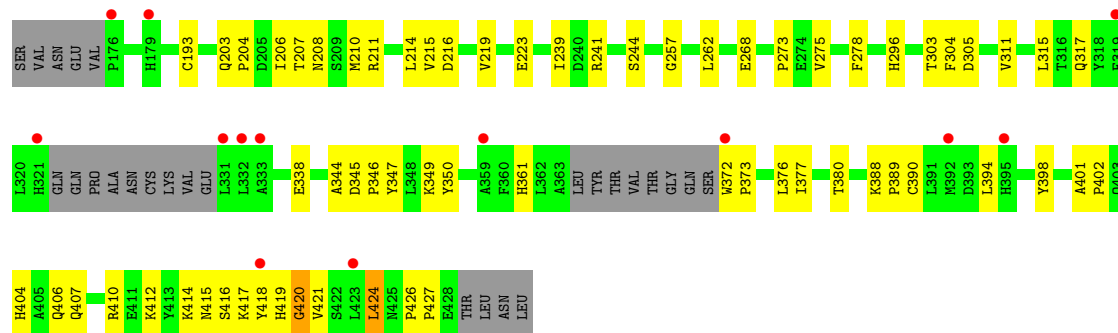 SER VAL ASN GLU VAL P176 H179 C193 Q203 P204 D205 I206 T207 N208 S209 M210 R211 L214 V215 D216 V219 E223 I239 D240 R241 S244 G257 L262 E268 P273 E274 V275 F278 H296 T303 F304 D305 V311 L315 T316 Q317 Y318 E319
L320 H321 GLN GLN PRO ALA ASN CYS LYS VAL GLU L331 L332 A333 E338 A344 D345 P346 Y347 L348 K349 Y350 A359 F360 H361 L362 A363 LEU TYR THR VAL THR GLY GLN SER W372 P373 L376 I377 T380 K388 P389 C390 L391 M392 D393 L394 H395 Y398 A401 P402
H404 A405 Q406 Q407 R410 E411 K412 Y413 K414 N415 S416 K417 Y418 H419 G420 V421 S422 L423 L424 N425 P426 P427 E428 THR LEU ASN LEU